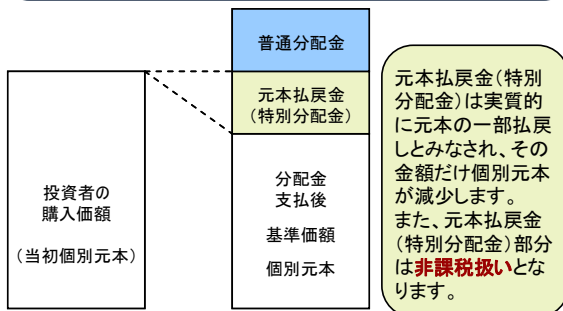 普通分配金
元本払戻金
(特別分配金)
投資者の
購入価額
(当初個別元本)
分配金
支払後
基準価額
個別元本
元本払戻金(特別
分配金)は実質的
に元本の一部払戻
しとみなされ、その
金額だけ個別元本
が減少します。
また、元本払戻金
(特別分配金)部分
は非課税扱いとな
ります。